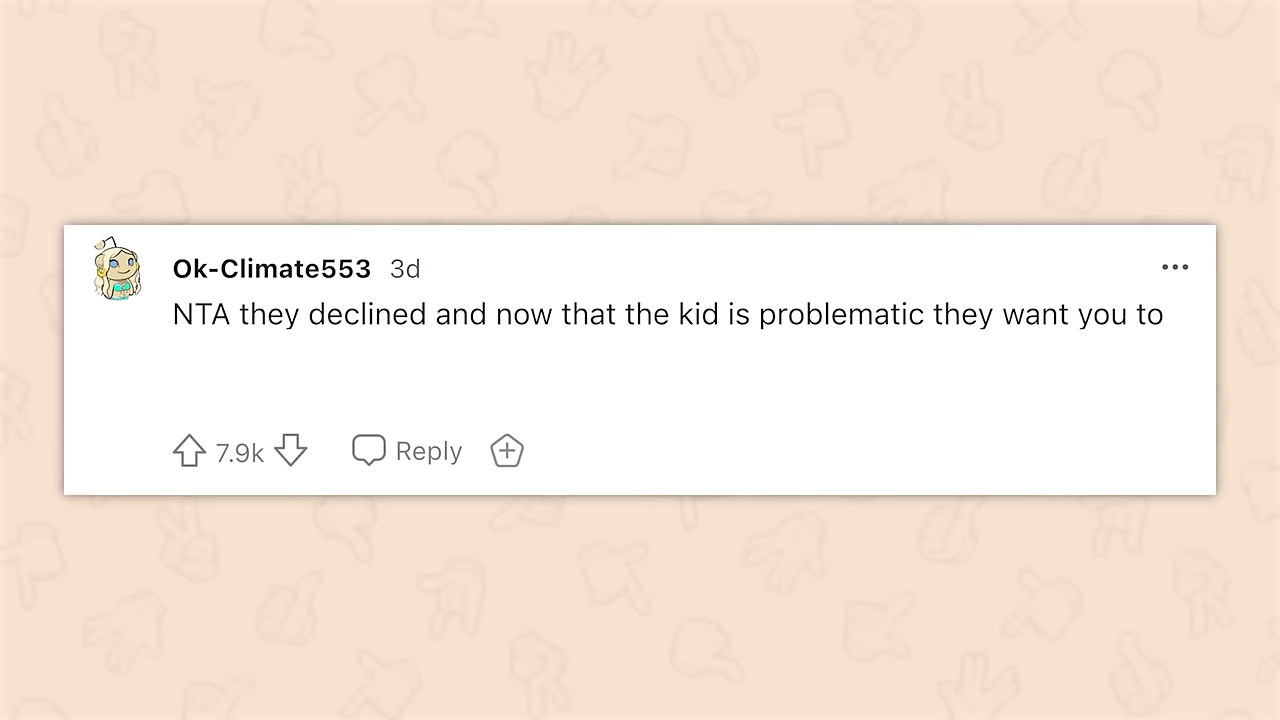 Ok-Climate553 3d
NTA they declined and now that the kid is problematic they want you to
7.9k Reply